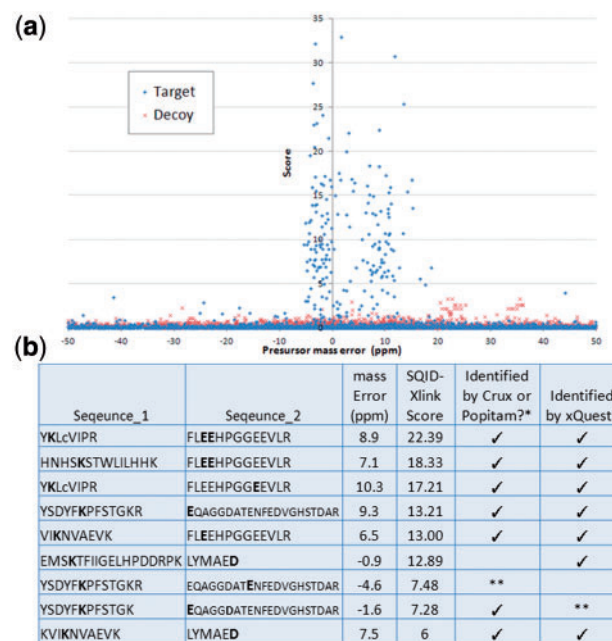 (a)
35
30
25
20
15
10
5
0
Score
Target
Decoy
-50 -40 -30 -20 -10 0 10 20 30 40 50
Presursor mass error (ppm)
(b)
Seqeunce_1 Seqeunce_2 mass Error (ppm) SQID-Xlink Score Identified by Crux or Popitam?* Identified by xQuest
YKLcVIPR FLEEHPGGEEVLR 8.9 22.39 ✓ ✓
HNHSKSTWLILHHK FLEEHPGGEEVLR 7.1 18.33 ✓ ✓
YKLcVIPR FLEEHPGGEEVLR 10.3 17.21 ✓ ✓
YSDYFKPFSTGKR EQAGGDATENFEDVGHSTDAR 9.3 13.21 ✓ ✓
VIKNVAEVK FLEEHPGGEEVLR 6.5 13.00 ✓ ✓
EMSKTFIIGELHPDDRPK LYMAED -0.9 12.89 ✓
YSDYFKPFSTGKR EQAGGDATENFEDVGHSTDAR -4.6 7.48 **
YSDYFKPFSTGK EQAGGDATENFEDVGHSTDAR -1.6 7.28 ✓ **
KVIKNVAEVK LYMAED 7.5 6 ✓ ✓